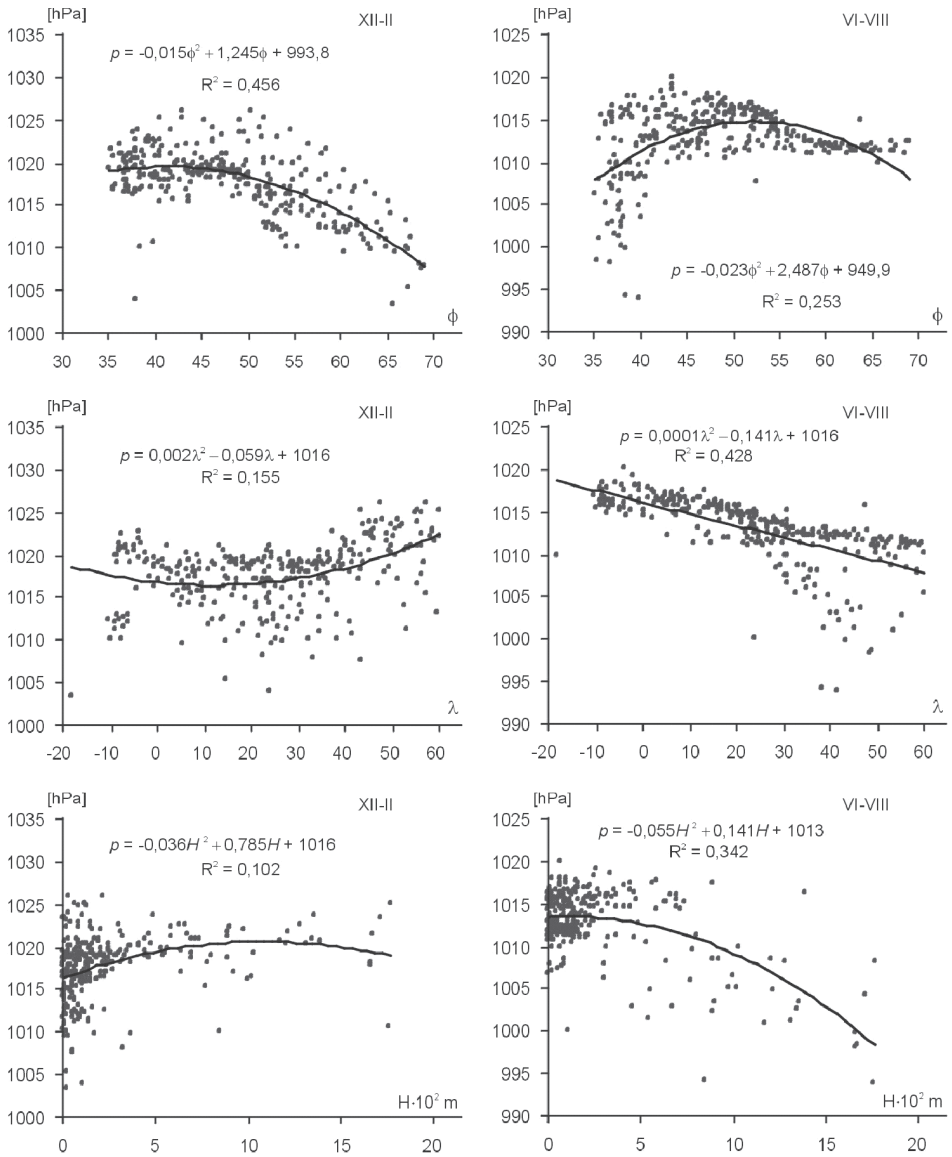 [hPa] XII-II
p = -0,015ϕ² + 1,245ϕ + 993,8
R² = 0,456
1035
1030
1025
1020
1015
1010
1005
1000
ϕ
30 35 40 45 50 55 60 65 70
[hPa] VI-VIII
1025
1020
1015
1010
1005
1000
995
990
p = -0,023ϕ² + 2,487ϕ + 949,9
R² = 0,253
ϕ
30 35 40 45 50 55 60 65 70
[hPa] XII-II
p = 0,002λ² – 0,059λ + 1016
R² = 0,155
1035
1030
1025
1020
1015
1010
1005
1000
λ
-20 -10 0 10 20 30 40 50 60
[hPa] VI-VIII
p = 0,0001λ² – 0,141λ + 1016
R² = 0,428
1025
1020
1015
1010
1005
1000
995
990
λ
-20 -10 0 10 20 30 40 50 60
[hPa] XII-II
p = -0,036H² + 0,785H + 1016
R² = 0,102
1035
1030
1025
1020
1015
1010
1005
1000
H·10² m
0 5 10 15 20
[hPa] VI-VIII
p = -0,055H² + 0,141H + 1013
R² = 0,342
1025
1020
1015
1010
1005
1000
995
990
H·10² m
0 5 10 15 20